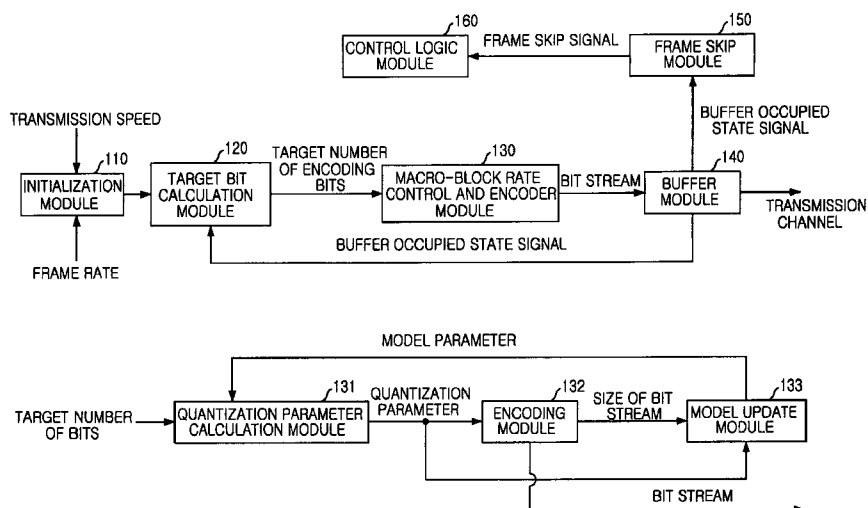 160
CONTROL LOGIC
MODULE
FRAME SKIP SIGNAL
150
FRAME SKIP
MODULE
BUFFER OCCUPIED
STATE SIGNAL
TRANSMISSION SPEED
110
INITIALIZATION
MODULE
FRAME RATE
120
TARGET BIT
CALCULATION
MODULE
TARGET NUMBER
OF ENCODING
BITS
130
MACRO-BLOCK RATE
CONTROL AND ENCODER
MODULE
BIT STREAM
140
BUFFER
MODULE
TRANSMISSION
CHANNEL
BUFFER OCCUPIED STATE SIGNAL
MODEL PARAMETER
TARGET NUMBER
OF BITS
131
QUANTIZATION PARAMETER
CALCULATION MODULE
QUANTIZATION
PARAMETER
132
ENCODING
MODULE
SIZE OF BIT
STREAM
133
MODEL UPDATE
MODULE
BIT STREAM